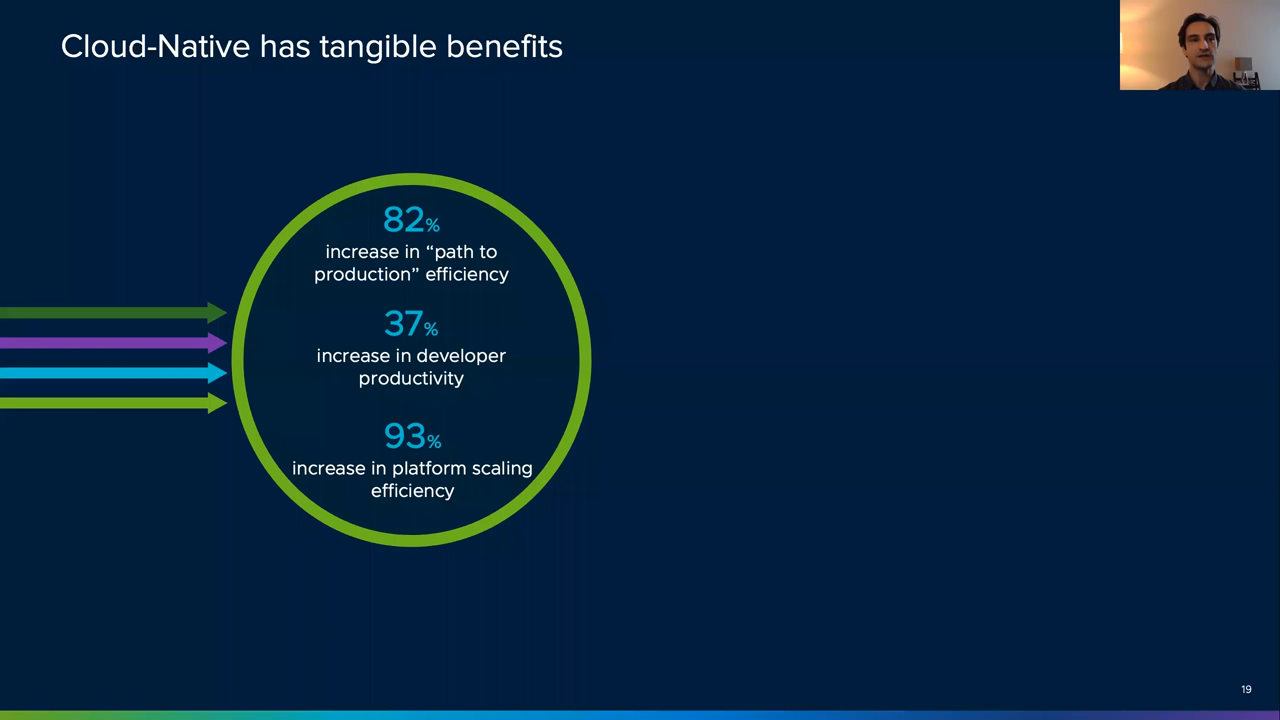 Cloud-Native has tangible benefits
82%
increase in “path to
production” efficiency
37%
increase in developer
productivity
93%
increase in platform scaling
efficiency
19